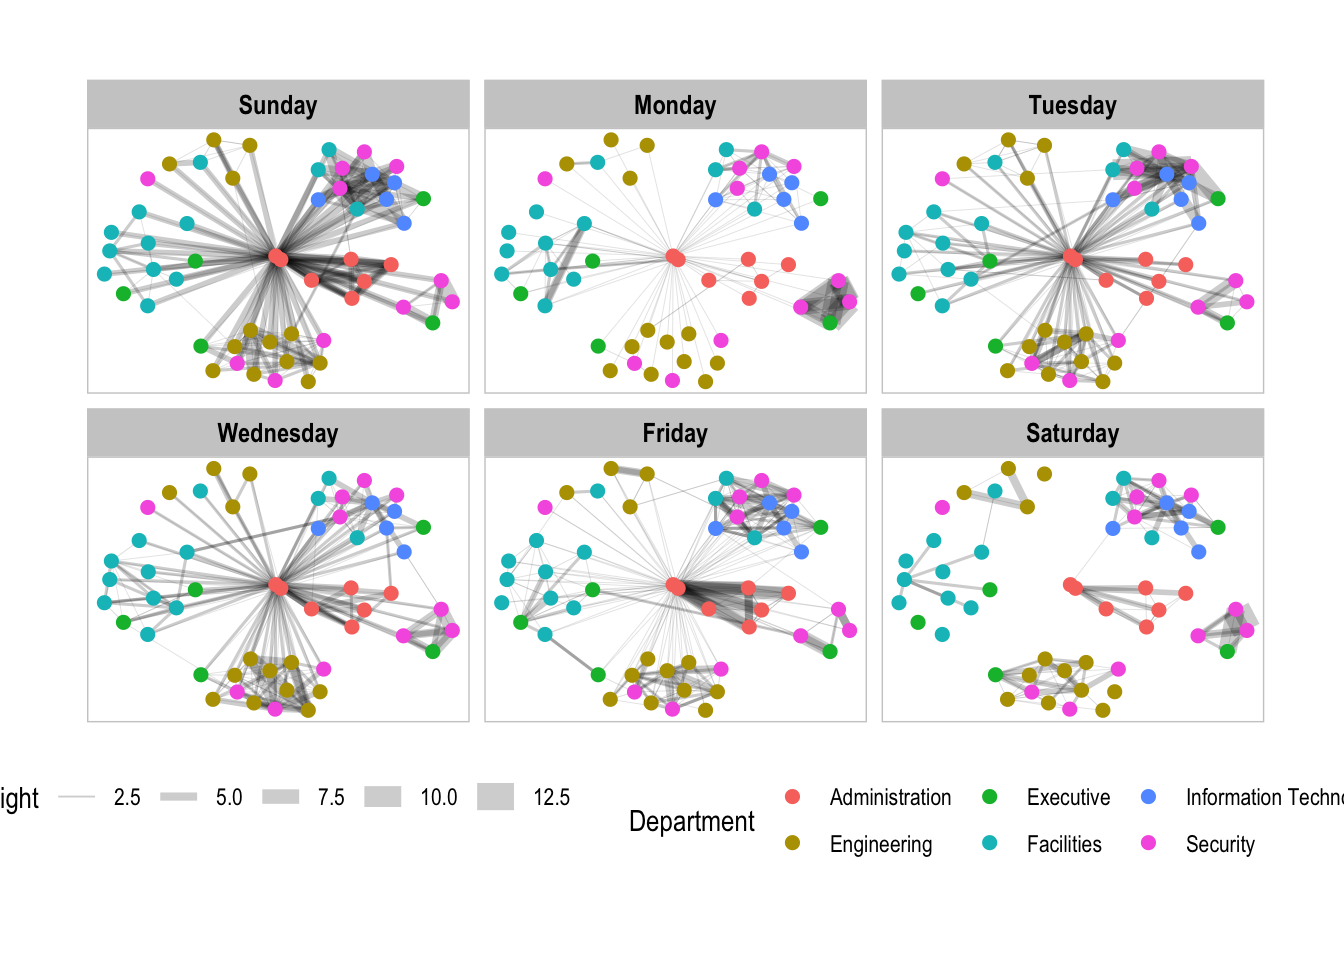 Sunday
Monday
Tuesday
Wednesday
Friday
Saturday
ight 2.5 5.0 7.5 10.0 12.5
Department
Administration Executive Information Techno
Engineering Facilities Security